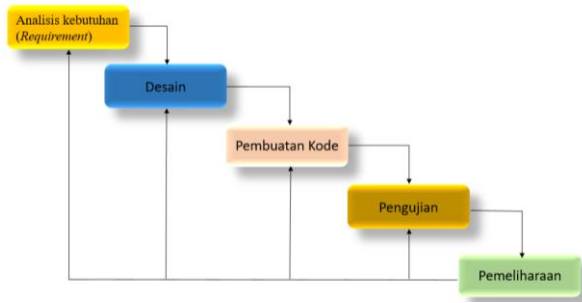 Analisis kebutuhan
(Requirement)
Desain
Pembuatan Kode
Pengujian
Pemeliharaan